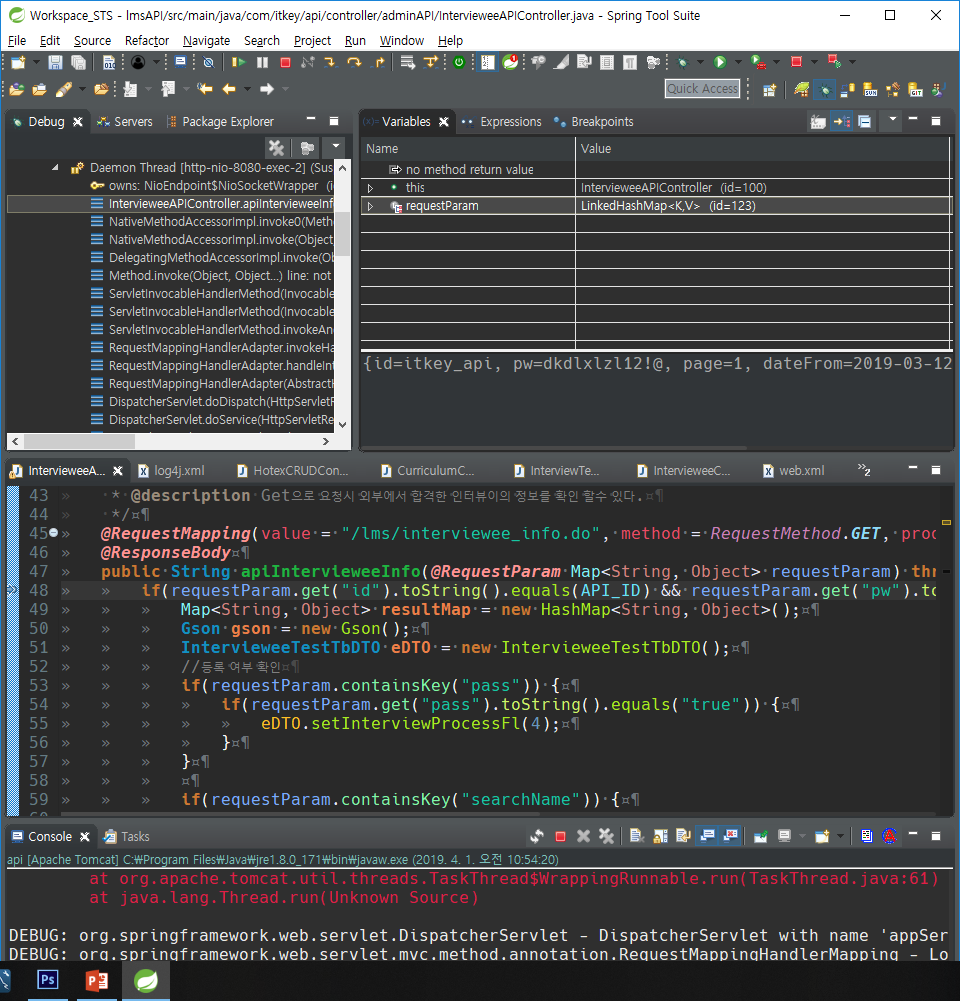 Workspace_STS - lmsAPI/src/main/java/com/itkey/api/controller/adminAPI/IntervieweeAPIController.java - Spring Tool Suite
File Edit Source Refactor Navigate Search Project Run Window Help
Quick Access
Debug Servers Package Explorer
Daemon Thread [http-nio-8080-exec-2] (Sus
owns: NioEndpoint$NioSocketWrapper (i
IntervieweeAPIController.apiIntervieweeInf
NativeMethodAccessorImpl.invoke0(Meth
NativeMethodAccessorImpl.invoke(Object,
DelegatingMethodAccessorImpl.invoke(Ob
Method.invoke(Object, Object...) line: not
ServletInvocableHandlerMethod(Invocable
ServletInvocableHandlerMethod(Invocable
ServletInvocableHandlerMethod.invokeAn
RequestMappingHandlerAdapter.invokeHa
RequestMappingHandlerAdapter.handleInt
RequestMappingHandlerAdapter(AbstractH
DispatcherServlet.doDispatch(HttpServletR
DispatcherServlet.doService(HttpServletRe
Variables Expressions Breakpoints
Name Value
no method return value
this IntervieweeAPIController (id=100)
requestParam LinkedHashMap<K,V> (id=123)
{id=itkey_api, pw=dkdlxlzl12!@, page=1, dateFrom=2019-03-12
IntervieweeA... log4j.xml HotexCRUDCon... CurriculumC... InterviewTe... IntervieweeC... web.xml »2
43 » * @description Get으로 요청시 외부에서 합격한 인터뷰이의 정보를 확인 할수 있다.¤¶
44 » */¤¶
45 » @RequestMapping(value = "/lms/interviewee_info.do", method = RequestMethod.GET, proc
46 » @ResponseBody¤¶
47 » public String apiIntervieweeInfo(@RequestParam Map<String, Object> requestParam) thr
48 » » if(requestParam.get("id").toString().equals(API_ID) && requestParam.get("pw").to
49 » » » Map<String, Object> resultMap = new HashMap<String, Object>();¤¶
50 » » » Gson gson = new Gson();¤¶
51 » » » IntervieweeTestTbDTO eDTO = new IntervieweeTestTbDTO();¤¶
52 » » » //등록 여부 확인¤¶
53 » » » if(requestParam.containsKey("pass")) {¤¶
54 » » » » if(requestParam.get("pass").toString().equals("true")) {¤¶
55 » » » » » eDTO.setInterviewProcessFl(4);¤¶
56 » » » » }¤¶
57 » » » }¤¶
58 » » » ¤¶
59 » » » if(requestParam.containsKey("searchName")) {¤¶
Console Tasks
api [Apache Tomcat] C:₩Program Files₩Java₩jre1.8.0_171₩bin₩javaw.exe (2019. 4. 1. 오전 10:54:20)
at org.apache.tomcat.util.threads.TaskThread$WrappingRunnable.run(TaskThread.java:61)
at java.lang.Thread.run(Unknown Source)
DEBUG: org.springframework.web.servlet.DispatcherServlet - DispatcherServlet with name 'appSer
DEBUG: org.springframework.web.servlet.mvc.method.annotation.RequestMappingHandlerMapping - Lo
Ps